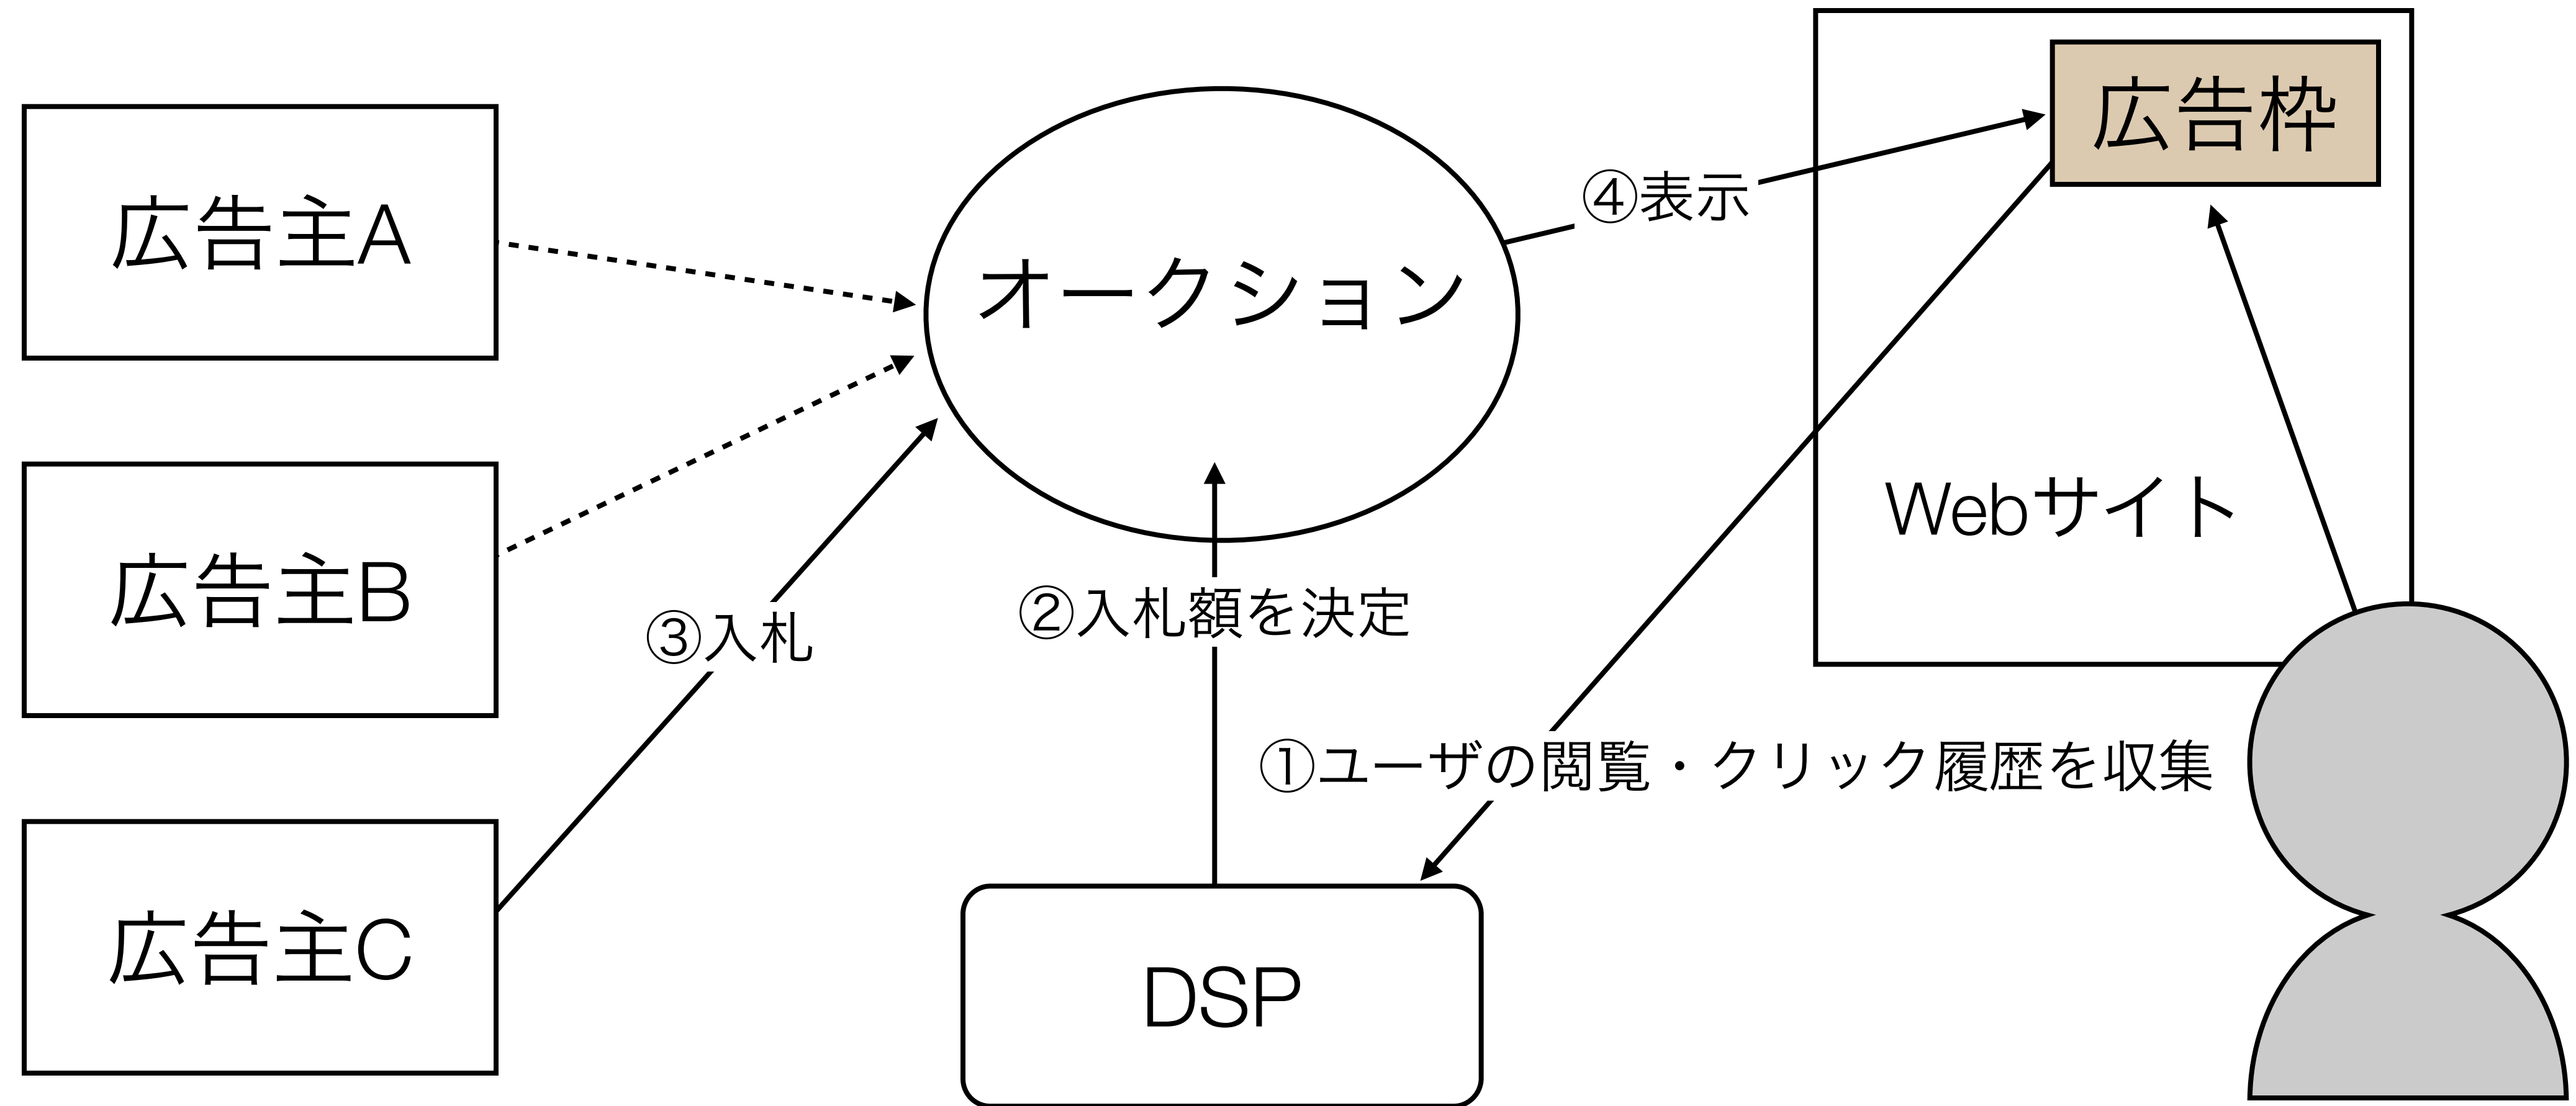 広告主A
広告主B
広告主C
オークション
③入札
②入札額を決定
①ユーザの閲覧・クリック履歴を収集
④表示
広告枠
Webサイト
DSP